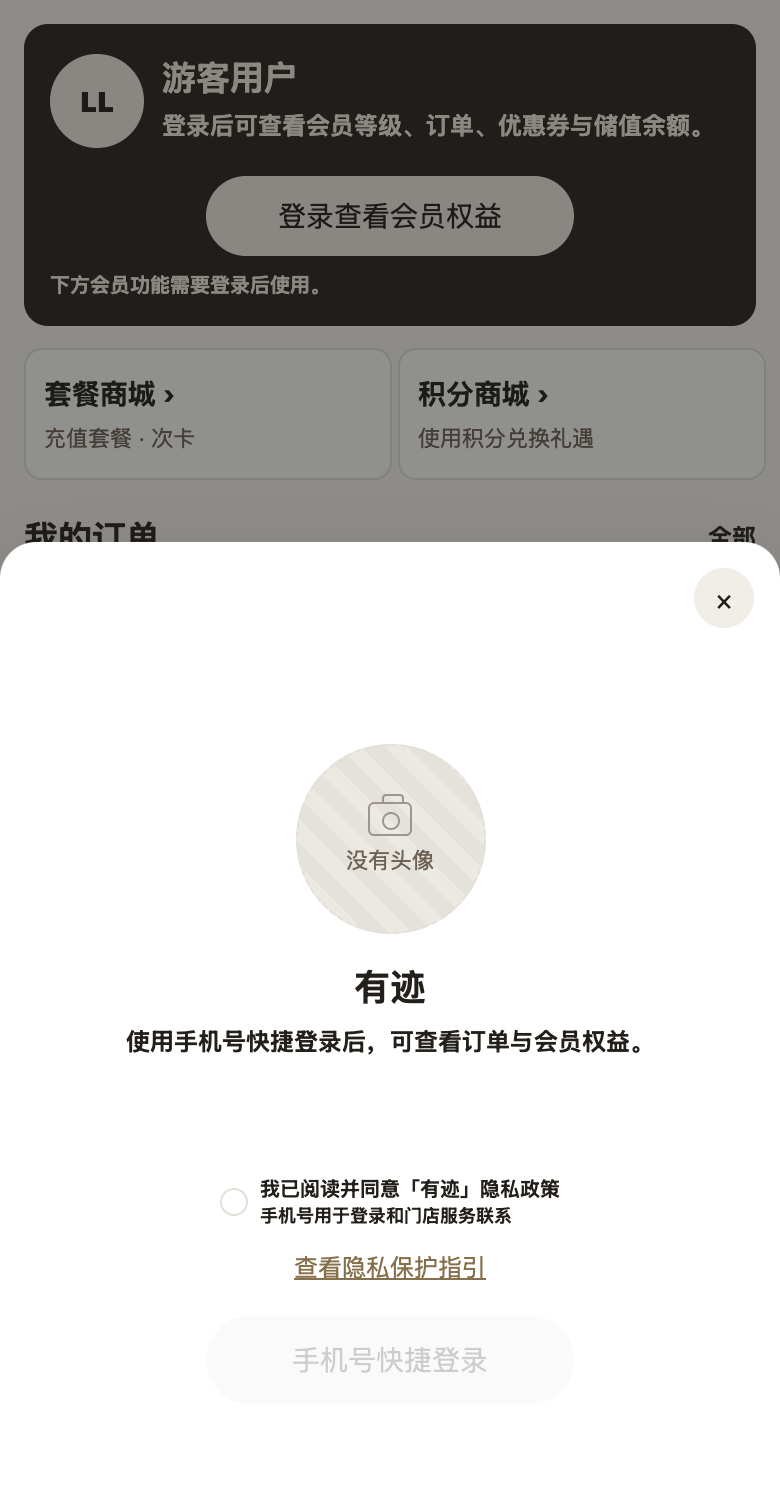 LL
游客用户
登录后可查看会员等级、订单、优惠券与储值余额。
登录查看会员权益
下方会员功能需要登录后使用。
套餐商城 ›
充值套餐 · 次卡
积分商城 ›
使用积分兑换礼遇
我的订单
全部
×
没有头像
有迹
使用手机号快捷登录后，可查看订单与会员权益。
我已阅读并同意「有迹」隐私政策
手机号用于登录和门店服务联系
查看隐私保护指引
手机号快捷登录